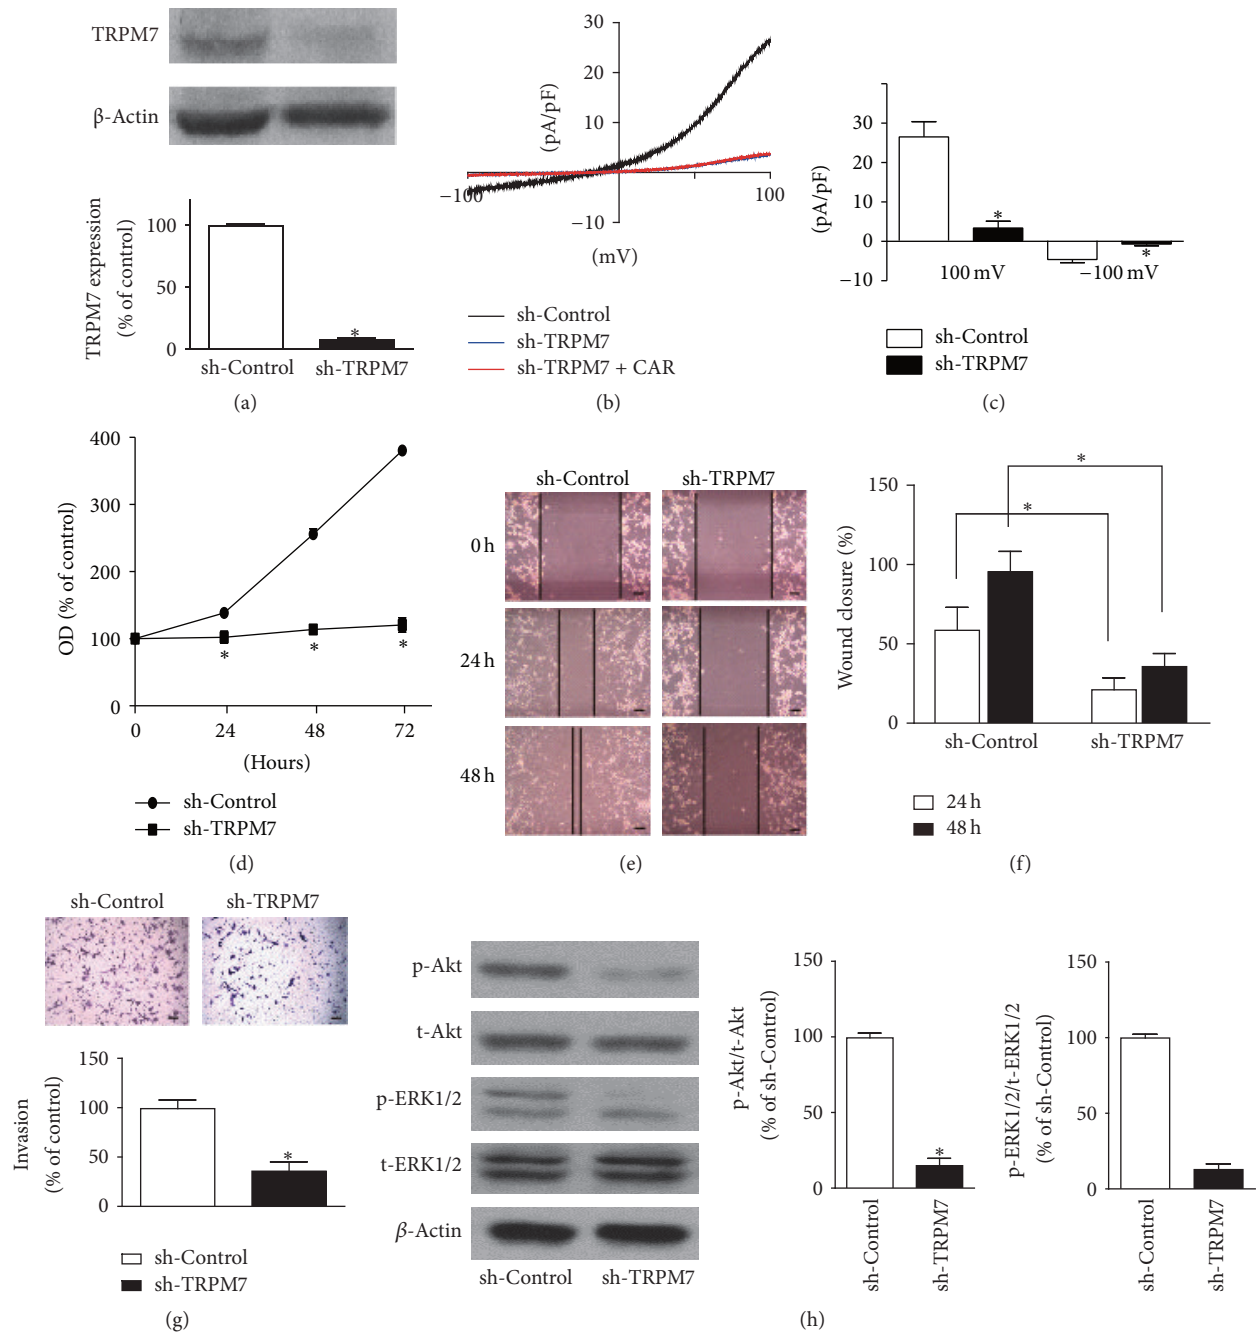 TRPM7
β-Actin
TRPM7 expression
(% of control)
100
50
0
*
sh-Control
sh-TRPM7
(a)
30
20
10
−10
−100
100
(pA/pF)
(mV)
sh-Control
sh-TRPM7
sh-TRPM7 + CAR
(b)
(pA/pF)
30
20
10
0
−10
*
*
100 mV
−100 mV
sh-Control
sh-TRPM7
(c)
OD (% of control)
400
300
200
100
0
*
*
*
0
24
48
72
(Hours)
sh-Control
sh-TRPM7
(d)
sh-Control
sh-TRPM7
0 h
24 h
48 h
(e)
Wound closure (%)
150
100
50
0
*
*
sh-Control
sh-TRPM7
24 h
48 h
(f)
sh-Control
sh-TRPM7
Invasion
(% of control)
150
100
50
0
*
sh-Control
sh-TRPM7
(g)
p-Akt
t-Akt
p-ERK1/2
t-ERK1/2
β-Actin
sh-Control
sh-TRPM7
p-Akt/t-Akt
(% of sh-Control)
150
100
50
0
*
sh-Control
sh-TRPM7
p-ERK1/2/t-ERK1/2
(% of sh-Control)
150
100
50
0
sh-Control
sh-TRPM7
(h)